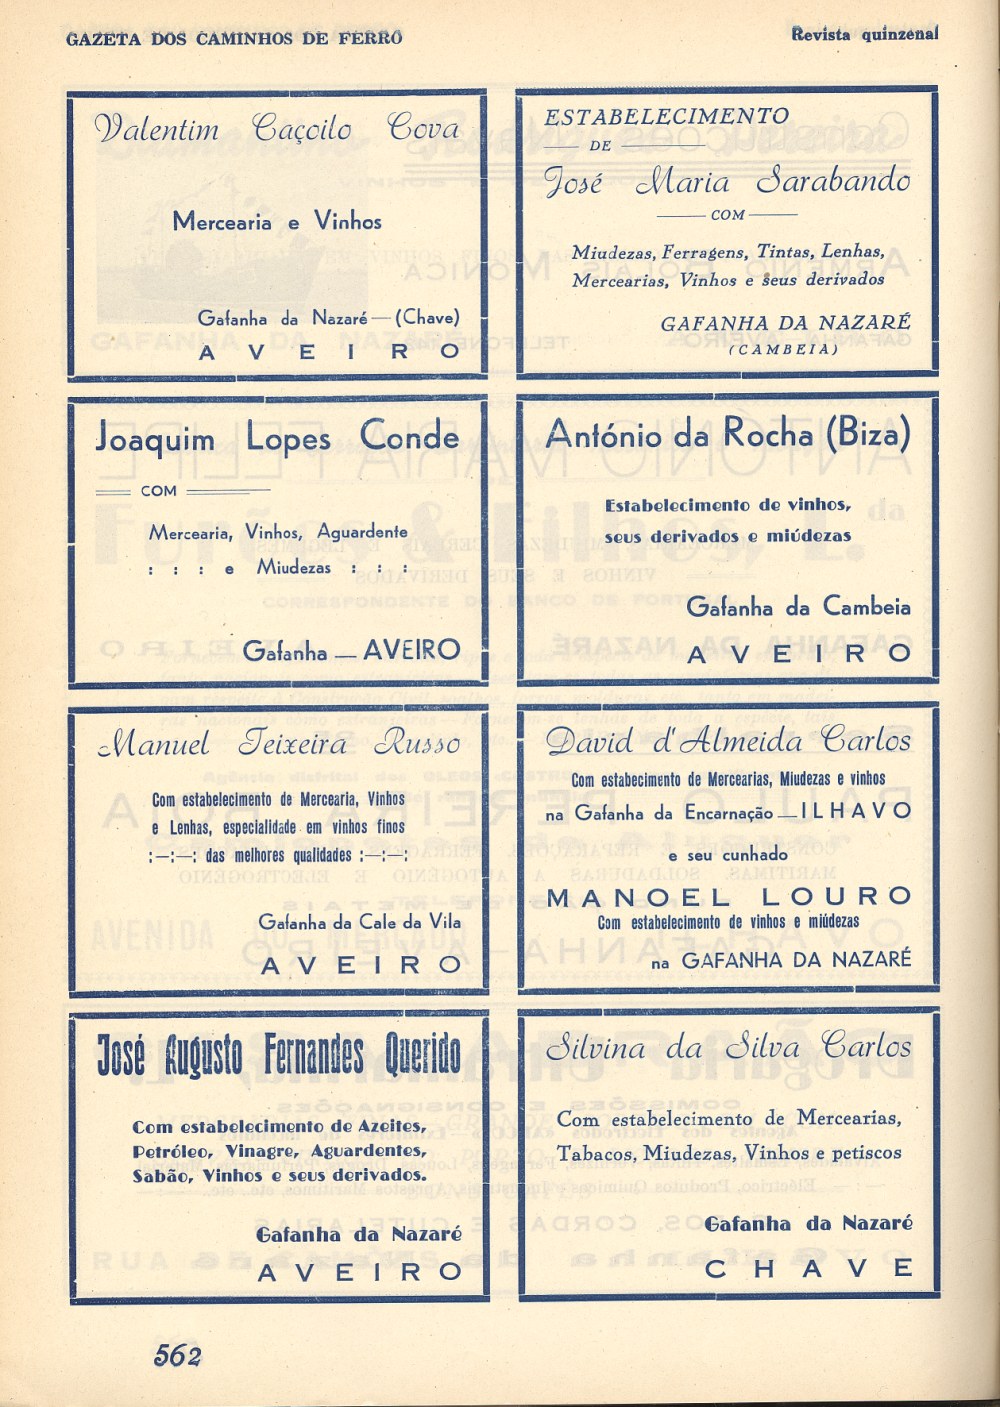 GAZETA DOS CAMINHOS DE FERRO
Revista quinzenal
Valentim Caçoilo Cova
Mercearia e Vinhos
Gafanha da Nazaré — (Chave)
AVEIRO
ESTABELECIMENTO
DE
José Maria Sarabando
COM
Miudezas, Ferragens, Tintas, Lenhas,
Mercearias, Vinhos e seus derivados
GAFANHA DA NAZARÉ
(CAMBEIA)
Joaquim Lopes Conde
COM
Mercearia, Vinhos, Aguardente
: : : e Miudezas : : :
Gafanha — AVEIRO
António da Rocha (Biza)
Estabelecimento de vinhos,
seus derivados e miúdezas
Gafanha da Cambeia
AVEIRO
Manuel Teixeira Russo
Com estabelecimento de Mercearia, Vinhos
e Lenhas, especialidade em vinhos finos
:—:—: das melhores qualidades :—:—:
Gafanha da Cale da Vila
AVEIRO
David d'Almeida Carlos
Com estabecimento de Mercearias, Miudezas e vinhos
na Gafanha da Encarnação — ILHAVO
e seu cunhado
MANOEL LOURO
Com estabelecimento de vinhos e miúdezas
na GAFANHA DA NAZARÉ
José Augusto Fernandes Querido
Com estabelecimento de Azeites,
Petróleo, Vinagre, Aguardentes,
Sabão, Vinhos e seus derivados.
Gafanha da Nazaré
AVEIRO
Silvina da Silva Carlos
Com estabelecimento de Mercearias,
Tabacos, Miudezas, Vinhos e petiscos
Gafanha da Nazaré
CHAVE
562